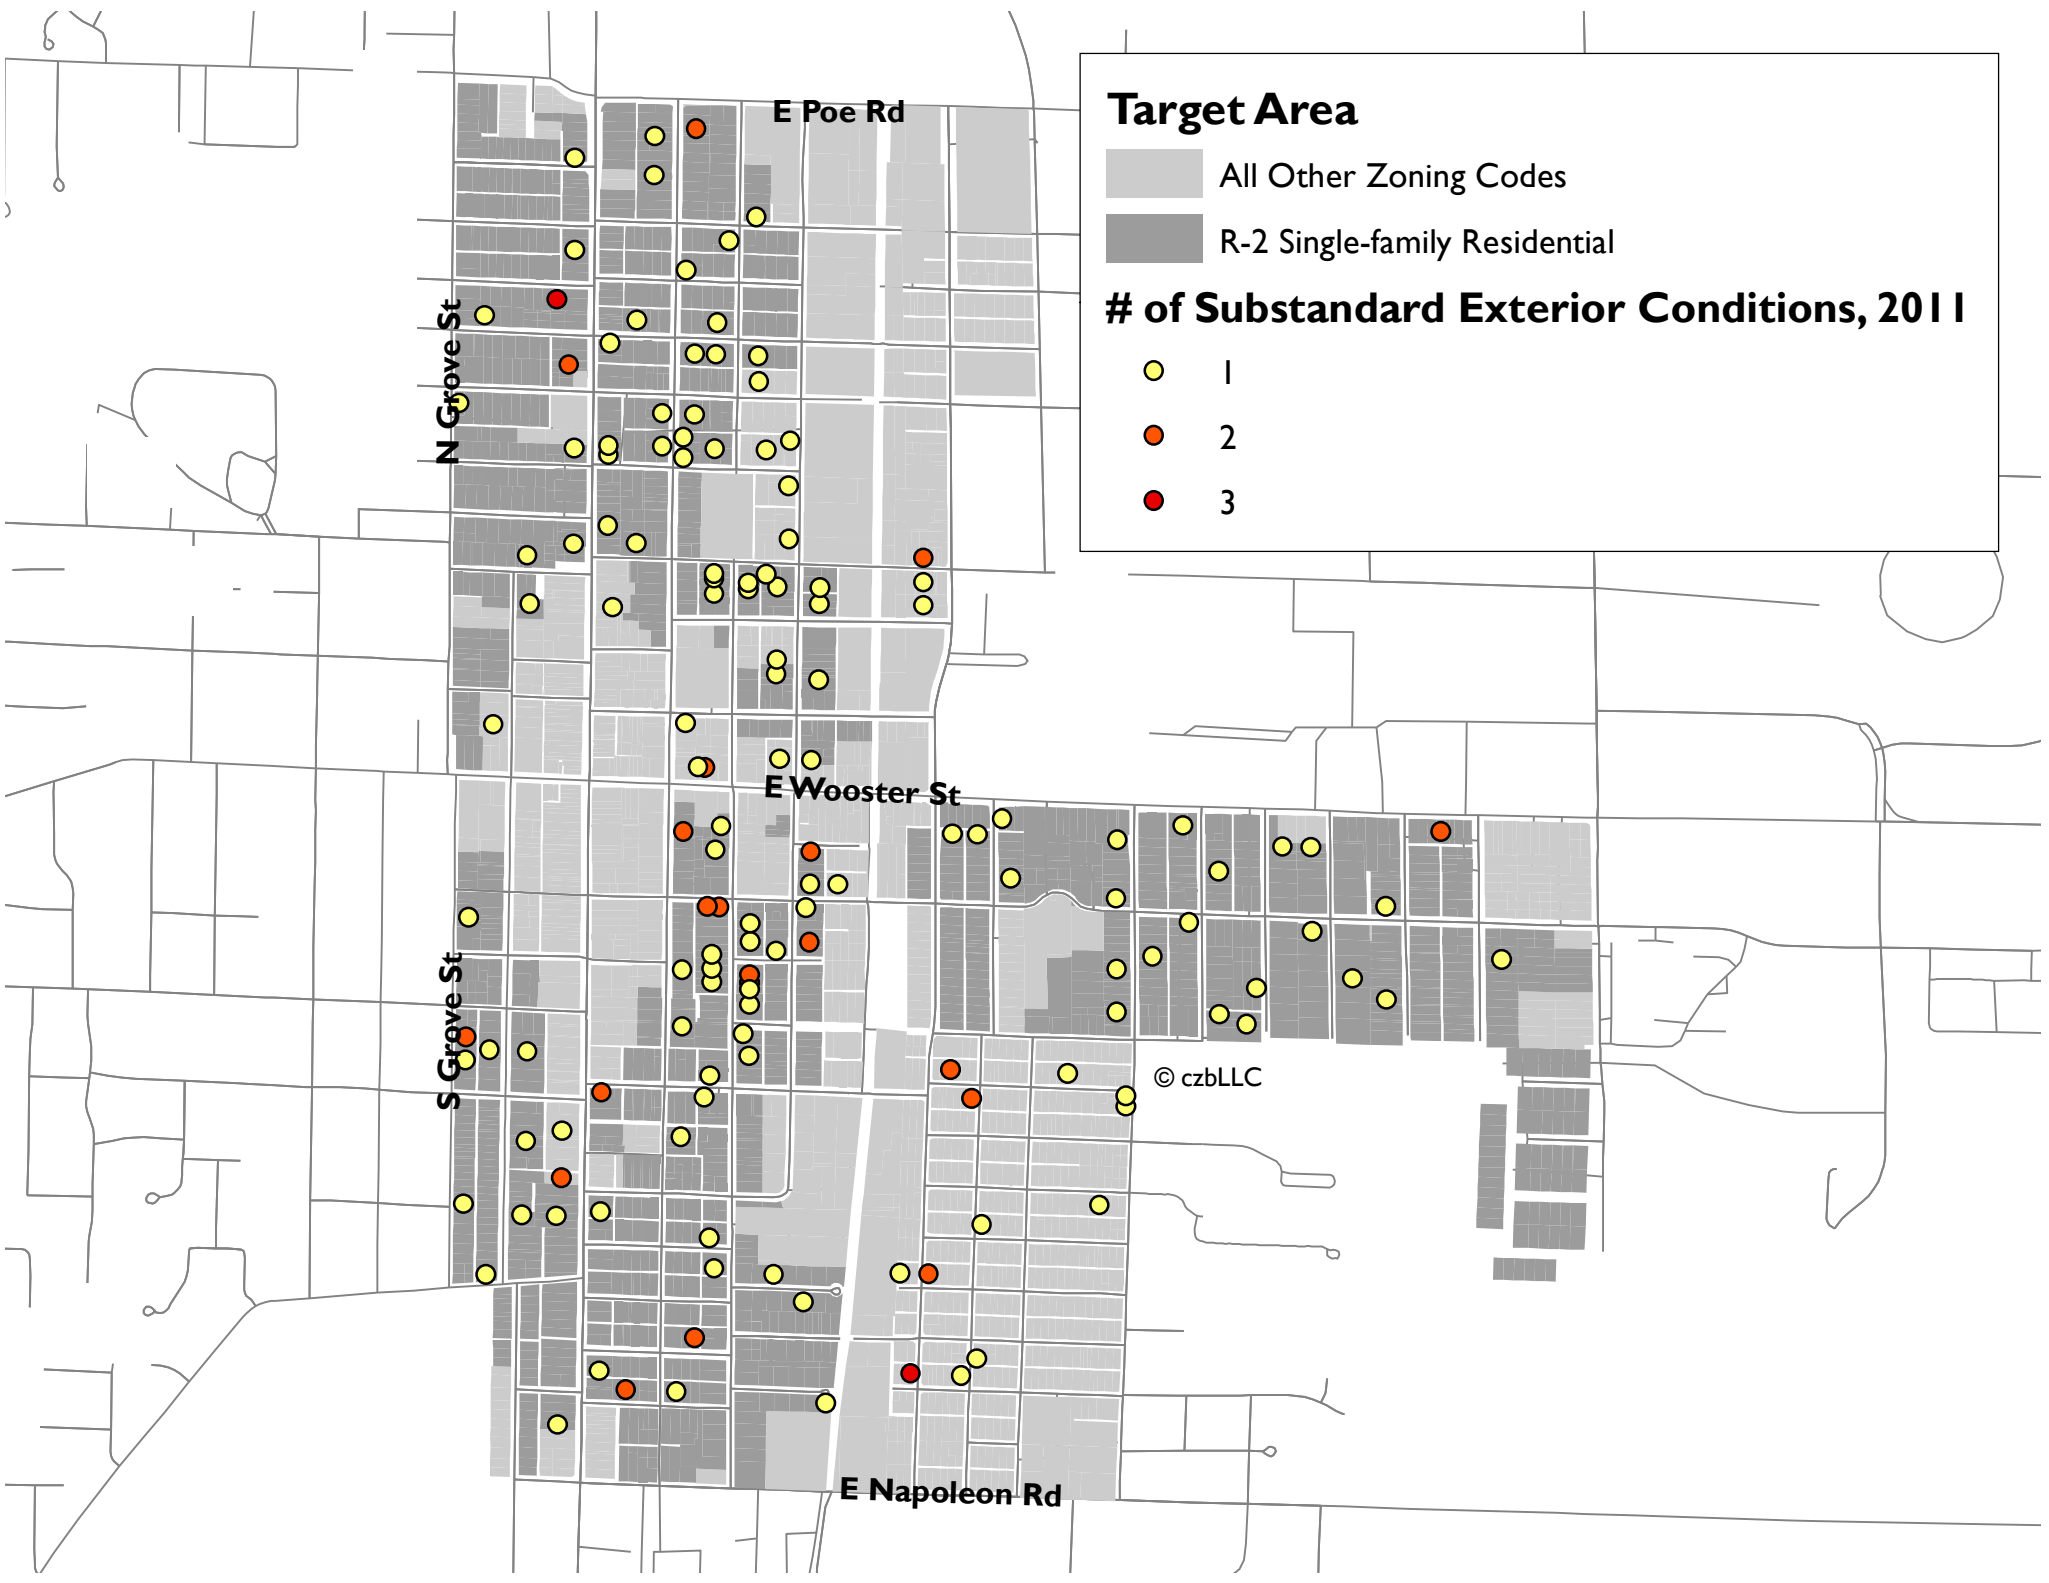 E Poe Rd
Target Area
All Other Zoning Codes
R-2 Single-family Residential
# of Substandard Exterior Conditions, 2011
1
2
3
N Grove St
E Wooster St
S Grove St
© czbLLC
E Napoleon Rd